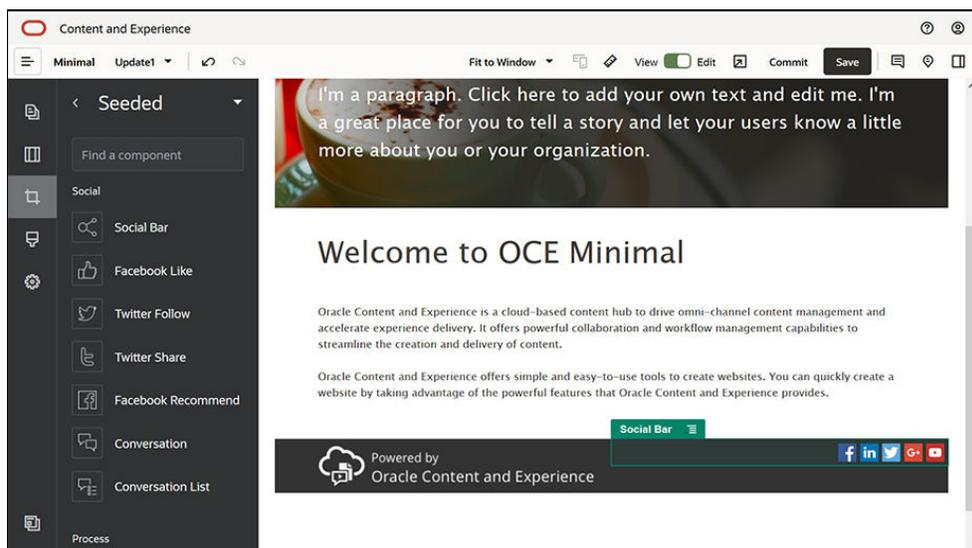 Content and Experience
Minimal Update1 Fit to Window View Edit Commit Save
Seeded
Find a component
Social
Social Bar
Facebook Like
Twitter Follow
Twitter Share
Facebook Recommend
Conversation
Conversation List
Process
I'm a paragraph. Click here to add your own text and edit me. I'm
a great place for you to tell a story and let your users know a little
more about you or your organization.
Welcome to OCE Minimal
Oracle Content and Experience is a cloud-based content hub to drive omni-channel content management and
accelerate experience delivery. It offers powerful collaboration and workflow management capabilities to
streamline the creation and delivery of content.
Oracle Content and Experience offers simple and easy-to-use tools to create websites. You can quickly create a
website by taking advantage of the powerful features that Oracle Content and Experience provides.
Social Bar
Powered by
Oracle Content and Experience
f in G+